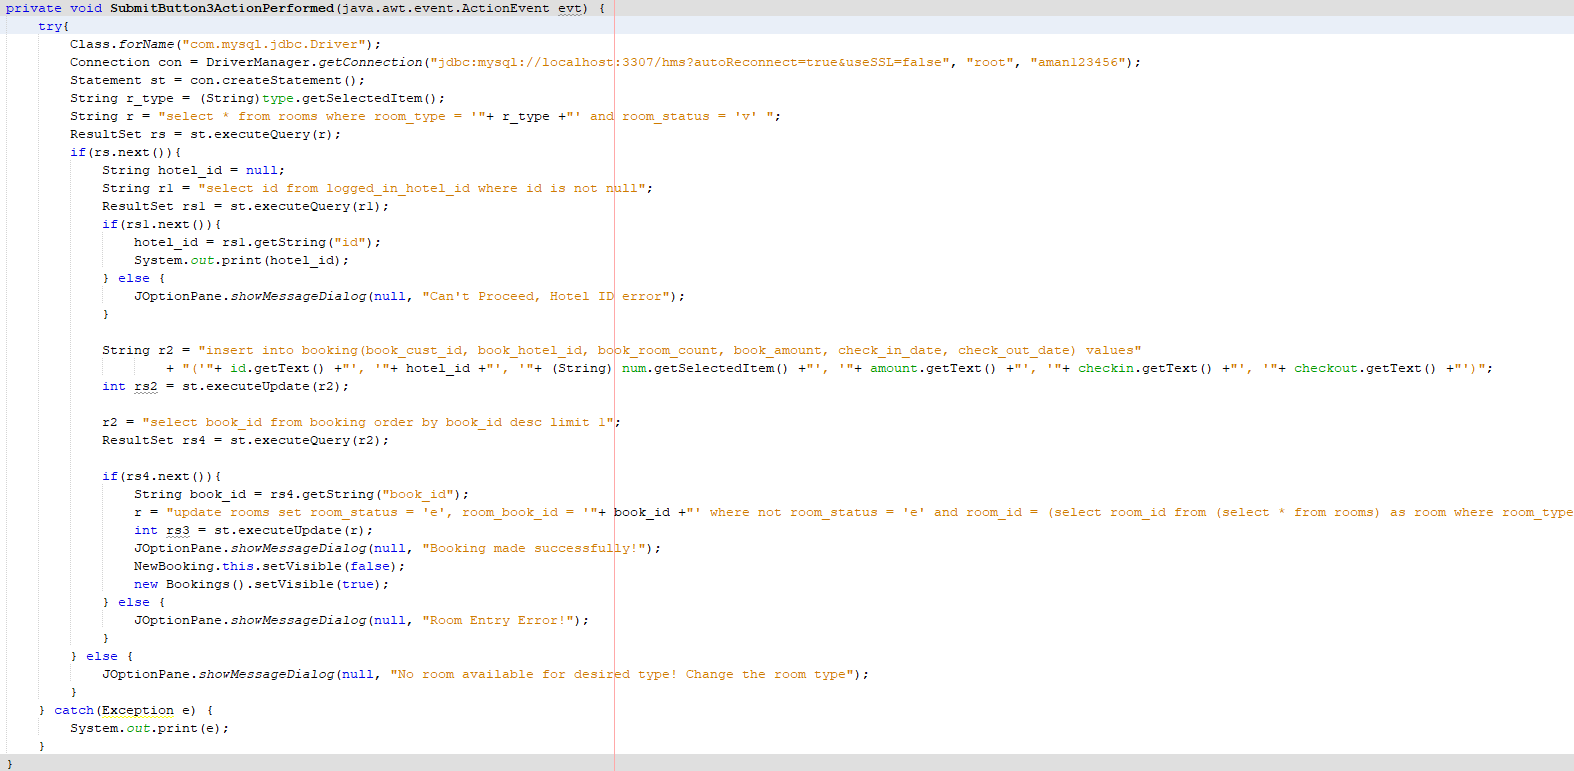 private void SubmitButton3ActionPerformed(java.awt.event.ActionEvent evt) {
    try{
        Class.forName("com.mysql.jdbc.Driver");
        Connection con = DriverManager.getConnection("jdbc:mysql://localhost:3307/hms?autoReconnect=true&useSSL=false", "root", "aman123456");
        Statement st = con.createStatement();
        String r_type = (String)type.getSelectedItem();
        String r = "select * from rooms where room_type = '"+ r_type +"' and room_status = 'v' ";
        ResultSet rs = st.executeQuery(r);
        if(rs.next()){
            String hotel_id = null;
            String r1 = "select id from logged_in_hotel_id where id is not null";
            ResultSet rs1 = st.executeQuery(r1);
            if(rs1.next()){
                hotel_id = rs1.getString("id");
                System.out.print(hotel_id);
            } else {
                JOptionPane.showMessageDialog(null, "Can't Proceed, Hotel ID error");
            }

            String r2 = "insert into booking(book_cust_id, book_hotel_id, book_room_count, book_amount, check_in_date, check_out_date) values"
                    + "('"+ id.getText() +"', '"+ hotel_id +"', '"+ (String) num.getSelectedItem() +"', '"+ amount.getText() +"', '"+ checkin.getText() +"', '"+ checkout.getText() +"')";
            int rs2 = st.executeUpdate(r2);

            r2 = "select book_id from booking order by book_id desc limit 1";
            ResultSet rs4 = st.executeQuery(r2);

            if(rs4.next()){
                String book_id = rs4.getString("book_id");
                r = "update rooms set room_status = 'e', room_book_id = '"+ book_id +"' where not room_status = 'e' and room_id = (select room_id from (select * from rooms) as room where room_type
                int rs3 = st.executeUpdate(r);
                JOptionPane.showMessageDialog(null, "Booking made successfully!");
                NewBooking.this.setVisible(false);
                new Bookings().setVisible(true);
            } else {
                JOptionPane.showMessageDialog(null, "Room Entry Error!");
            }
        } else {
            JOptionPane.showMessageDialog(null, "No room available for desired type! Change the room type");
        }
    } catch(Exception e) {
        System.out.print(e);
    }
}